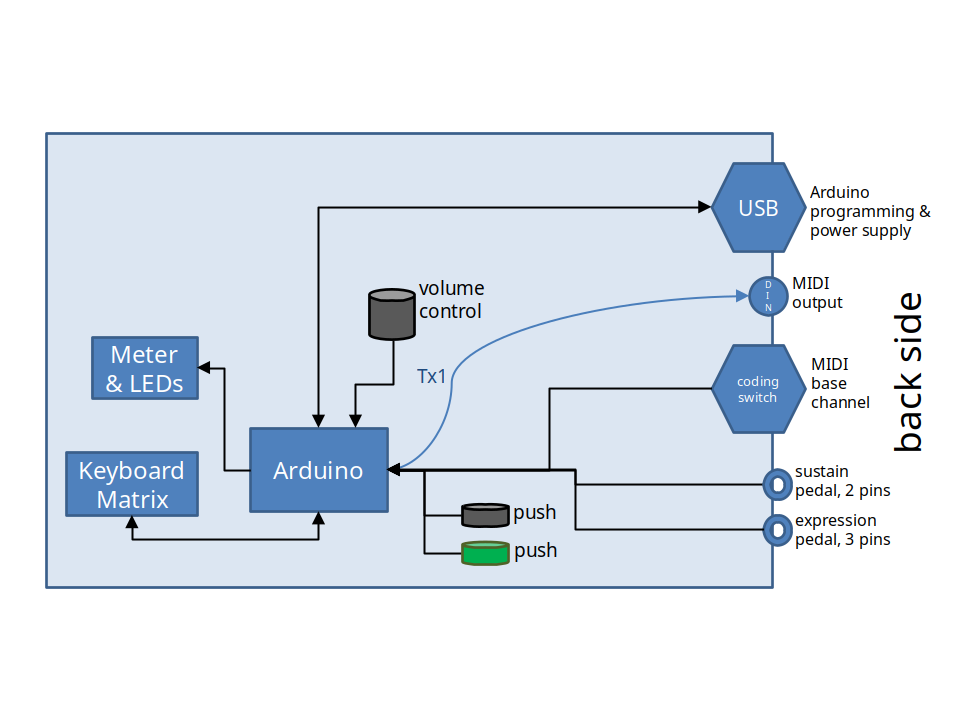 USB
Arduino
programming &
power supply
D
I
N
MIDI
output
volume
control
Meter
& LEDs
Tx1
coding
switch
MIDI
base
channel
back side
Keyboard
Matrix
Arduino
sustain
pedal, 2 pins
push
expression
pedal, 3 pins
push